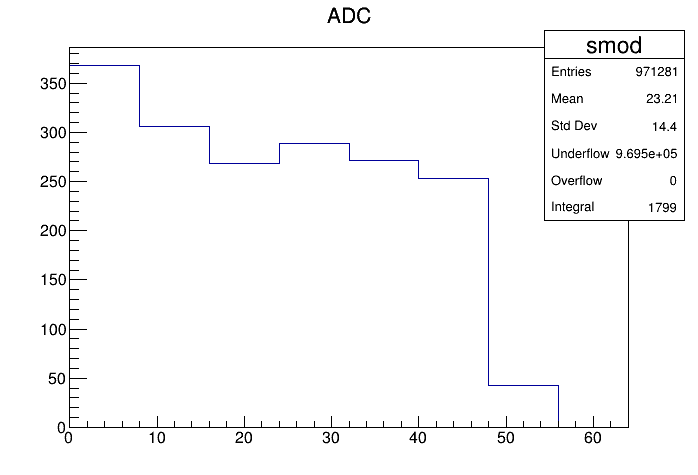 ADC
smod
Entries 971281
Mean 23.21
Std Dev 14.4
Underflow 9.695e+05
Overflow 0
Integral 1799
350
300
250
200
150
100
50
0
0 10 20 30 40 50 60